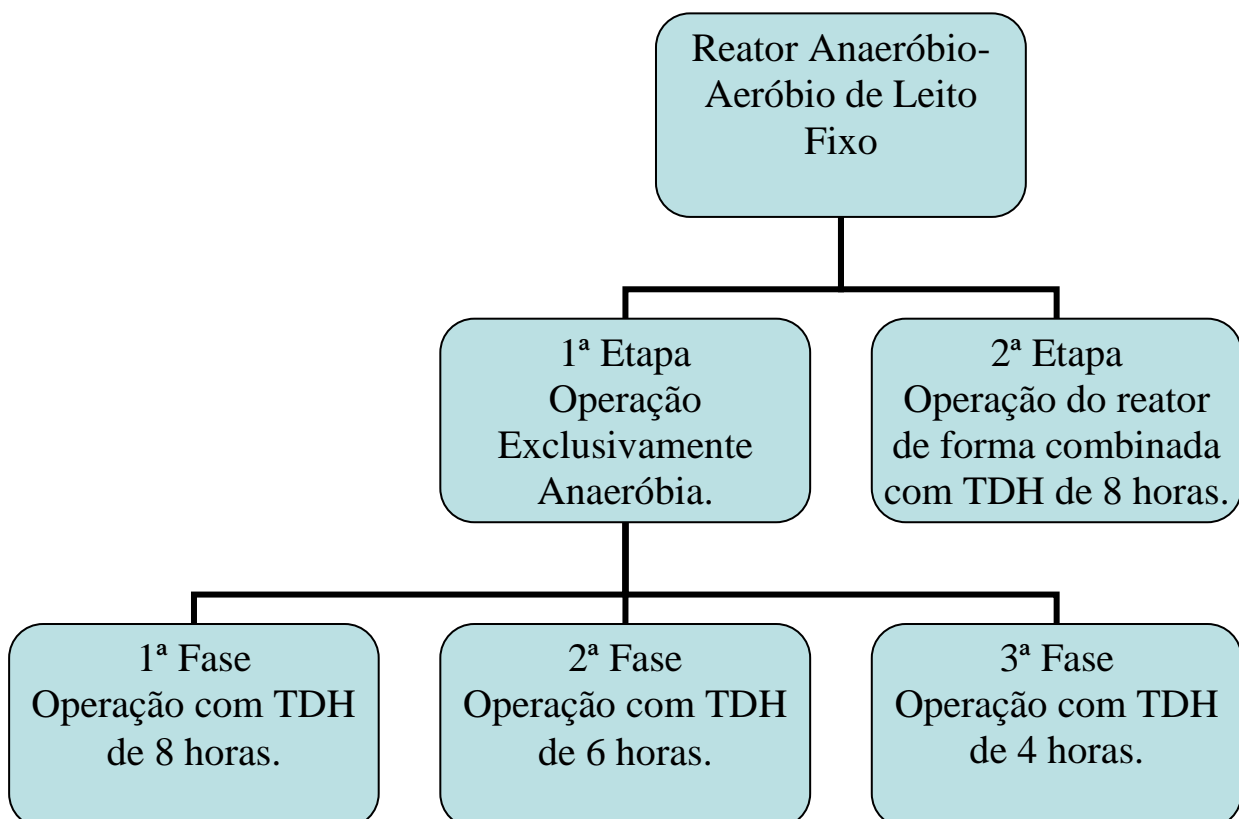 Reator Anaeróbio-
Aeróbio de Leito
Fixo
1ª Etapa
Operação
Exclusivamente
Anaeróbia.
2ª Etapa
Operação do reator
de forma combinada
com TDH de 8 horas.
1ª Fase
Operação com TDH
de 8 horas.
2ª Fase
Operação com TDH
de 6 horas.
3ª Fase
Operação com TDH
de 4 horas.